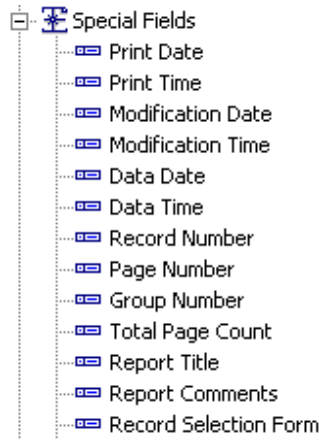 Special Fields
Print Date
Print Time
Modification Date
Modification Time
Data Date
Data Time
Record Number
Page Number
Group Number
Total Page Count
Report Title
Report Comments
Record Selection Form